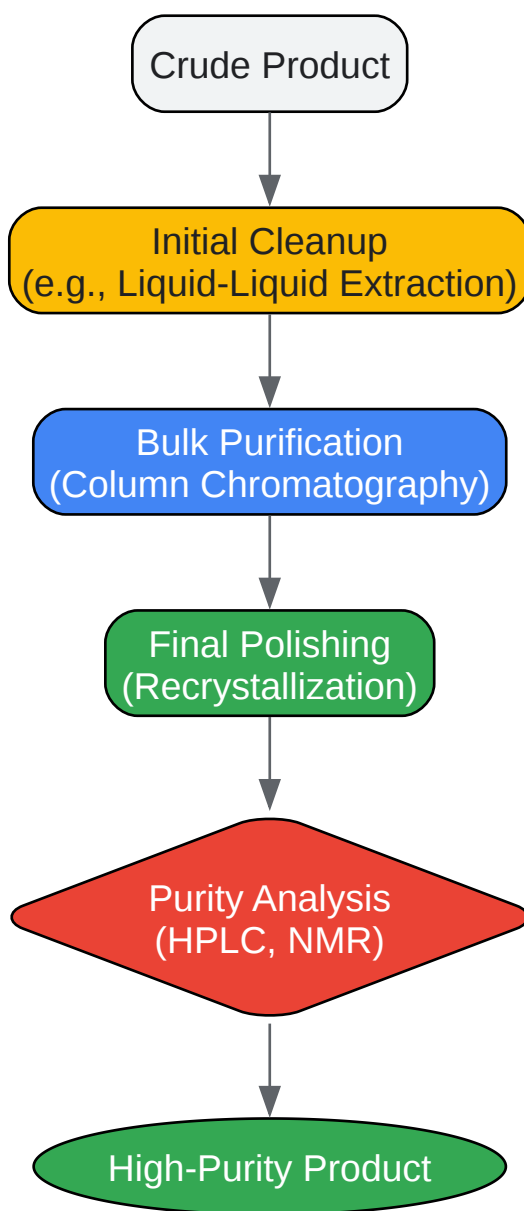 Crude Product
Initial Cleanup
(e.g., Liquid-Liquid Extraction)
Bulk Purification
(Column Chromatography)
Final Polishing
(Recrystallization)
Purity Analysis
(HPLC, NMR)
High-Purity Product